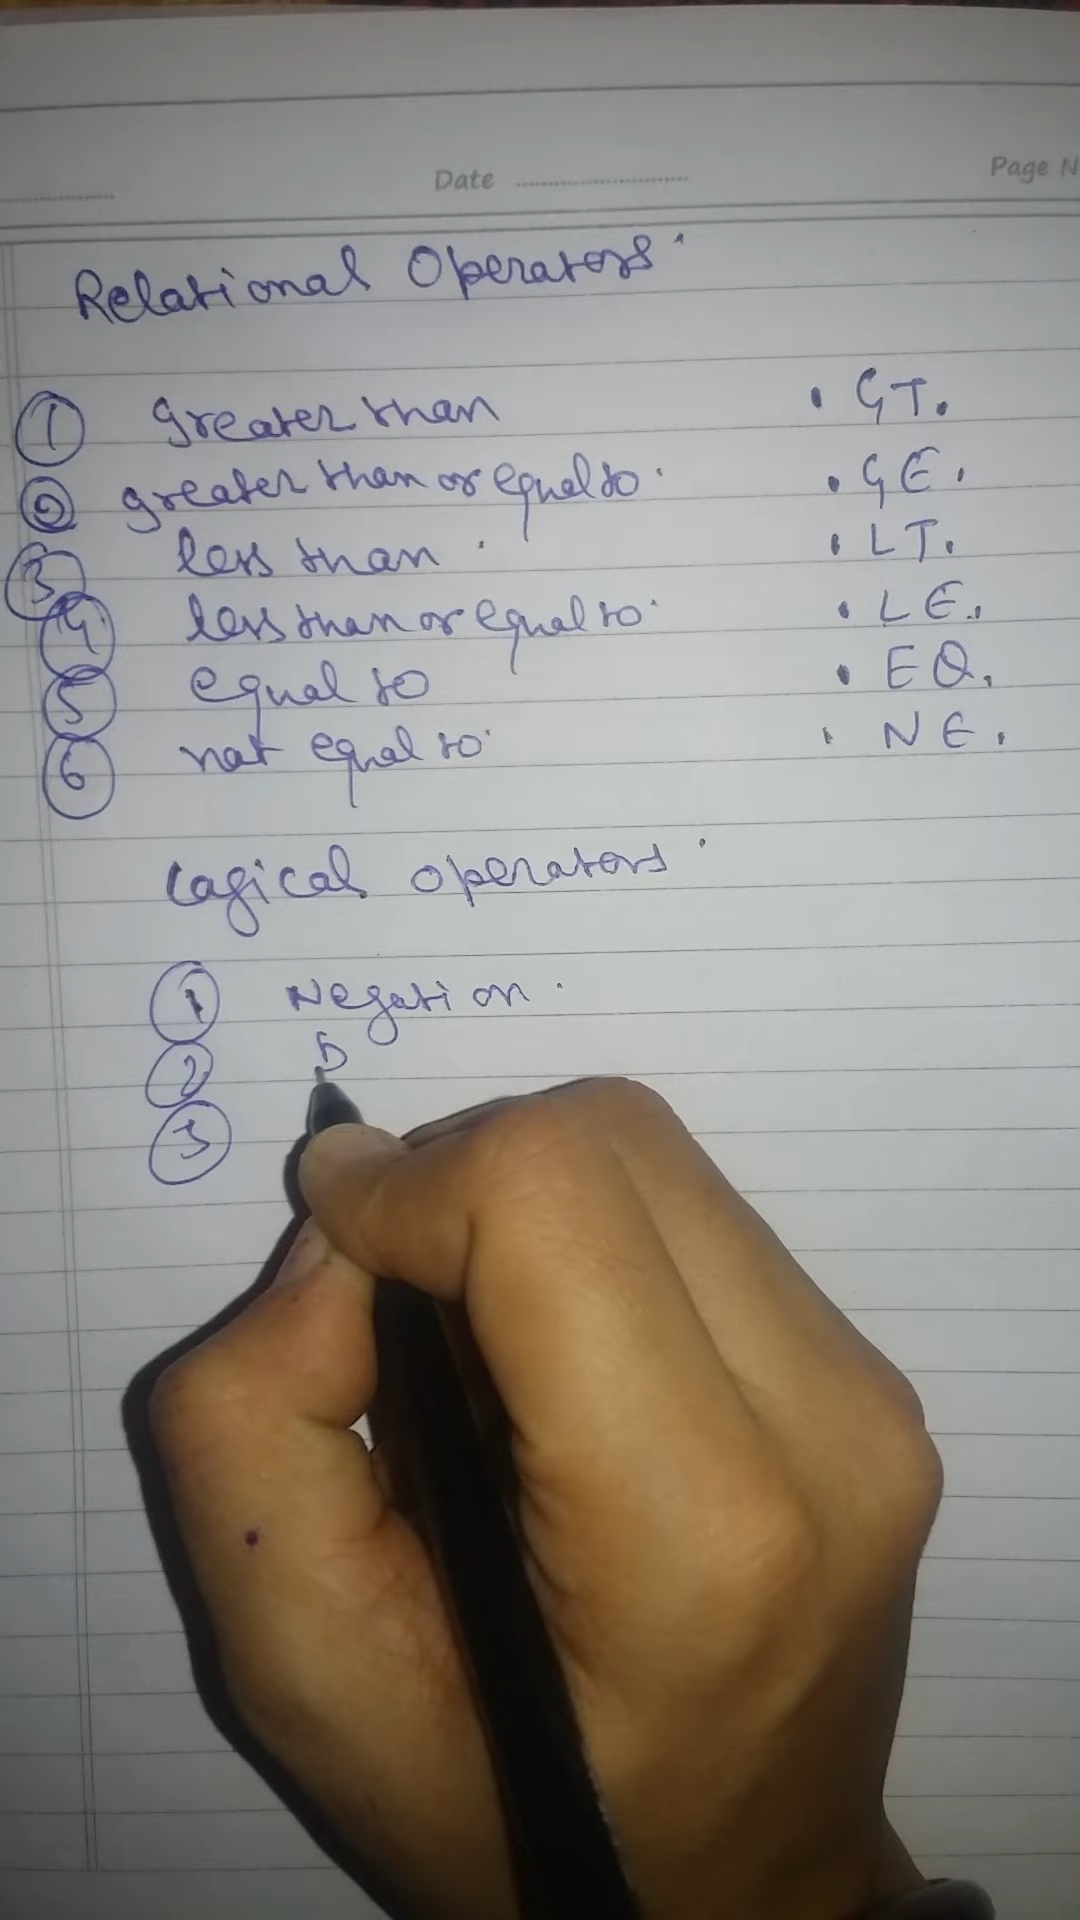 Date
Page N
Relational Operators
1 greater than .GT.
2 greater than or equal to .GE.
3 less than .LT.
4 less than or equal to .LE.
5 equal to .EQ.
6 not equal to .NE.
Logical operators
1 Negation
2
3